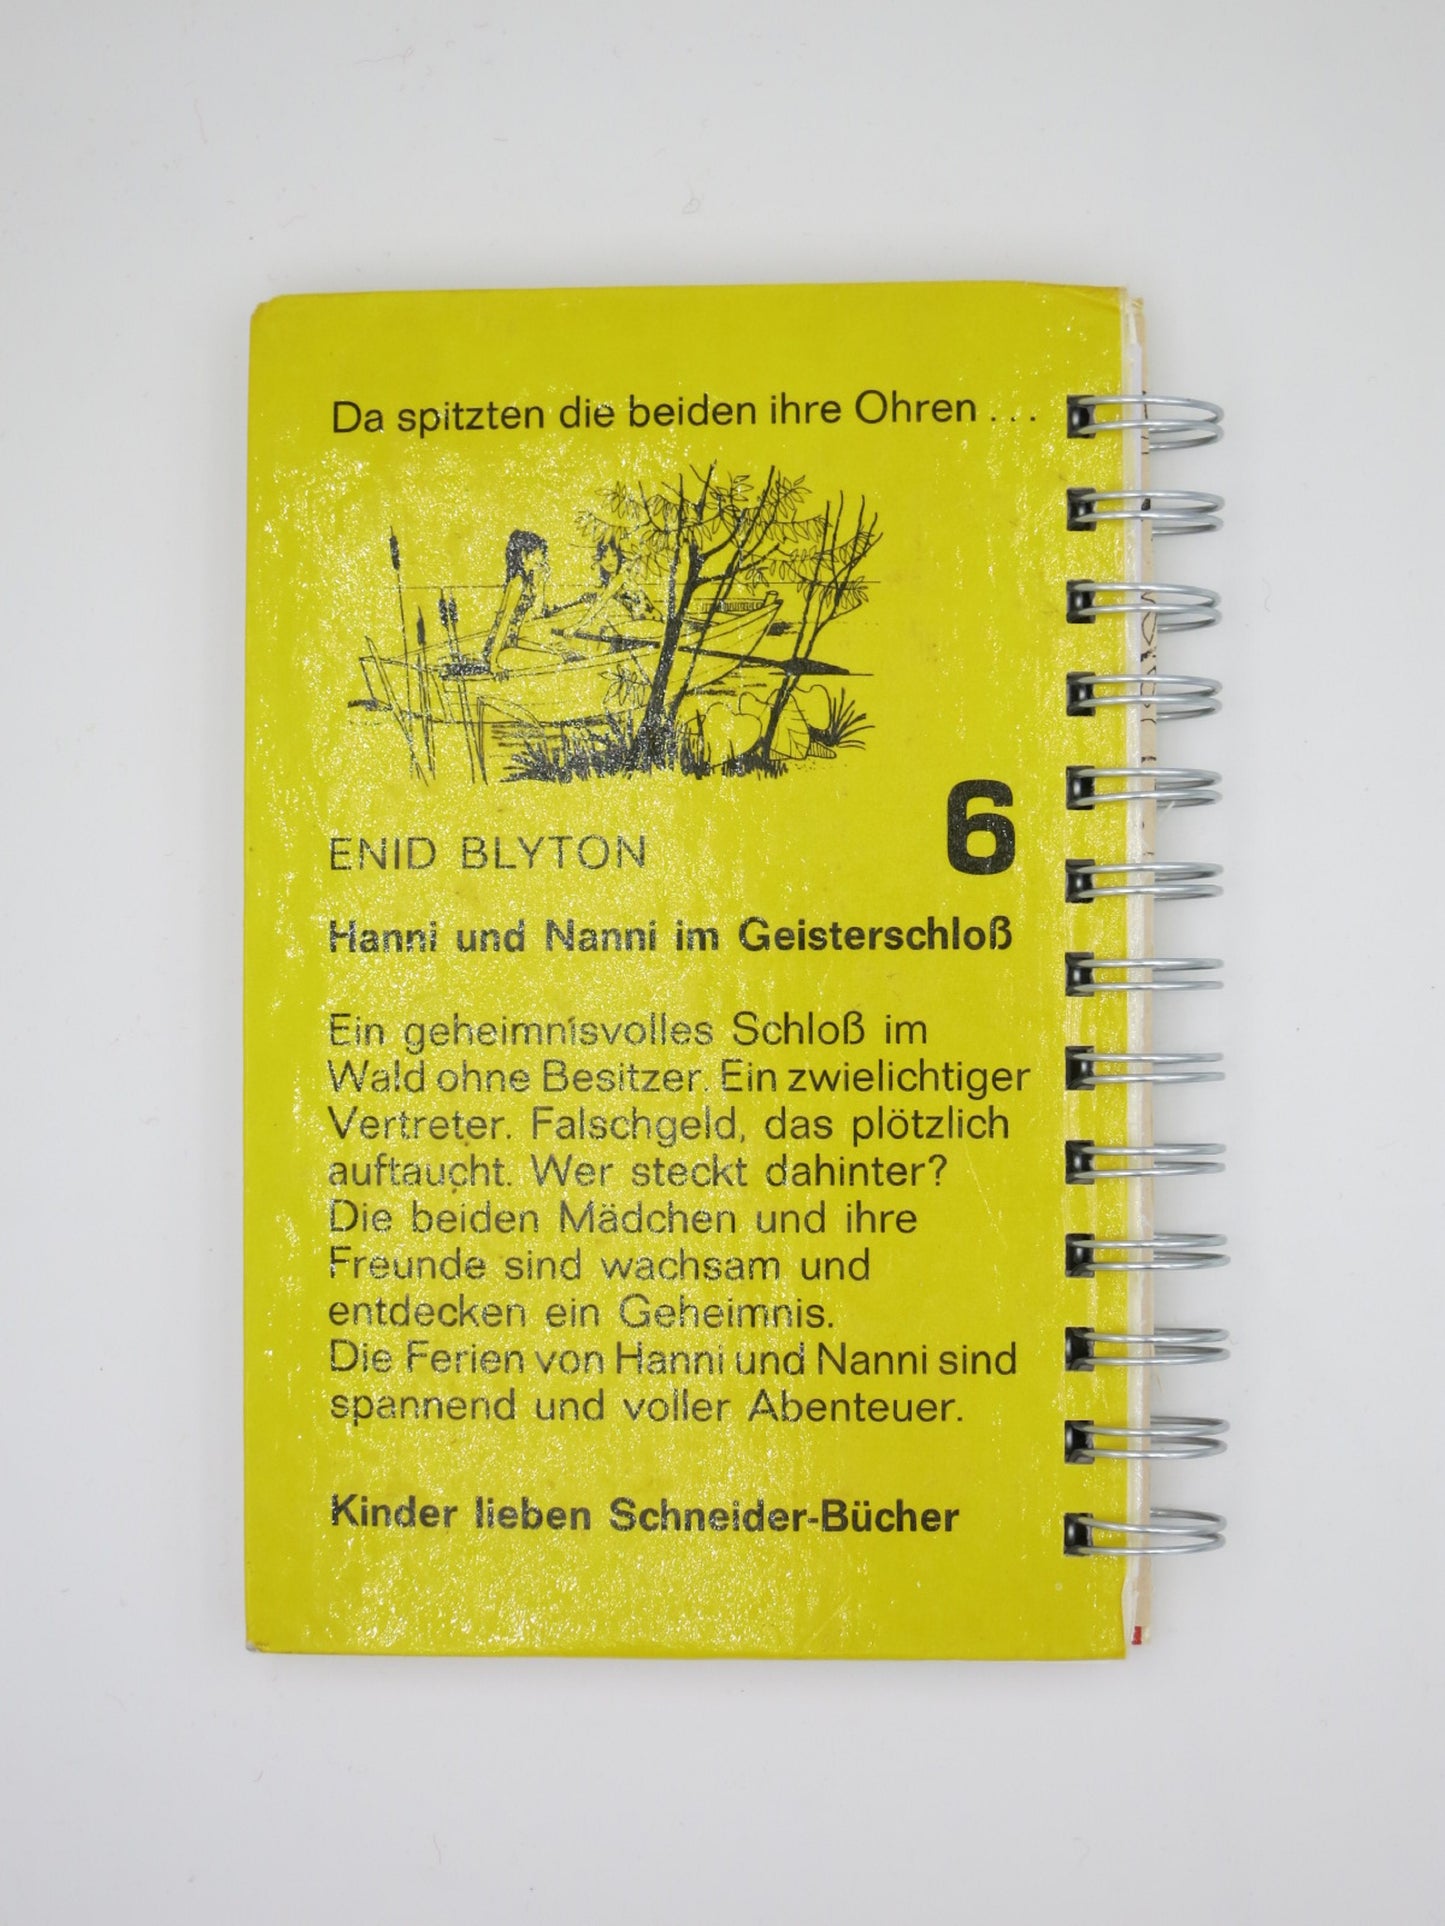 Da spitzten die beiden ihre Ohren . . .
6
ENID BLYTON
Hanni und Nanni im Geisterschloß
Ein geheimnisvolles Schloß im
Wald ohne Besitzer. Ein zwielichtiger
Vertreter. Falschgeld, das plötzlich
auftaucht. Wer steckt dahinter?
Die beiden Mädchen und ihre
Freunde sind wachsam und
entdecken ein Geheimnis.
Die Ferien von Hanni und Nanni sind
spannend und voller Abenteuer.
Kinder lieben Schneider-Bücher